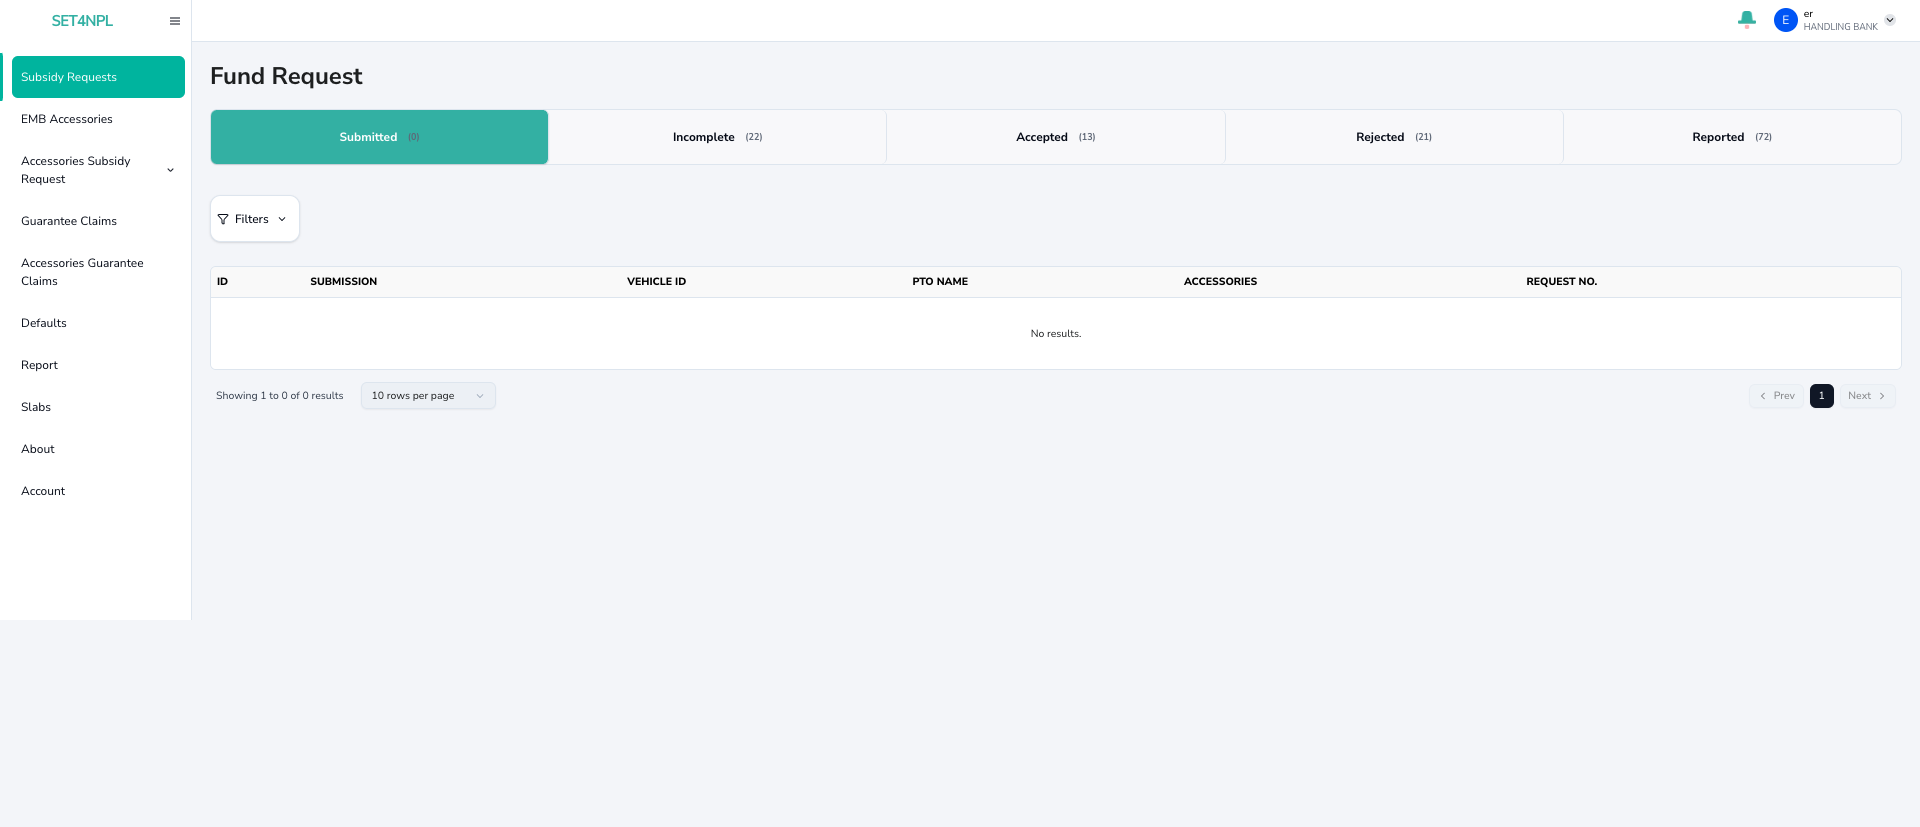 SET4NPL
E
er
HANDLING BANK
Subsidy Requests
EMB Accessories
Accessories Subsidy
Request
Guarantee Claims
Accessories Guarantee
Claims
Defaults
Report
Slabs
About
Account
Fund Request
Submitted (0) Incomplete (22) Accepted (13) Rejected (21) Reported (72)
Filters
ID SUBMISSION VEHICLE ID PTO NAME ACCESSORIES REQUEST NO.
No results.
Showing 1 to 0 of 0 results 10 rows per page Prev 1 Next